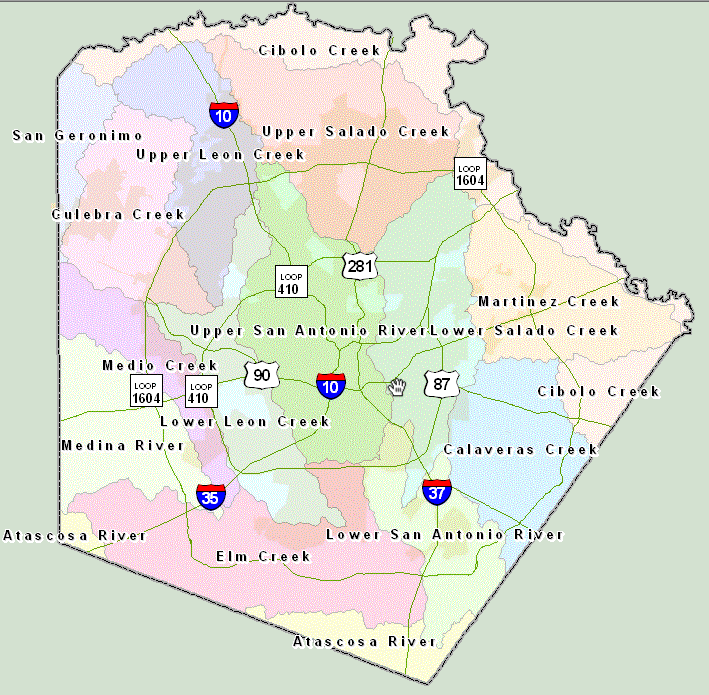 Cibolo Creek
10
Upper Salado Creek
San Geronimo
Upper Leon Creek
LOOP
1604
Culebra Creek
281
LOOP
410
Martinez Creek
Upper San Antonio River
Lower Salado Creek
Medio Creek
90
10
87
LOOP
1604
LOOP
410
Cibolo Creek
Lower Leon Creek
Medina River
Calaveras Creek
35
37
Atascosa River
Lower San Antonio River
Elm Creek
Atascosa River